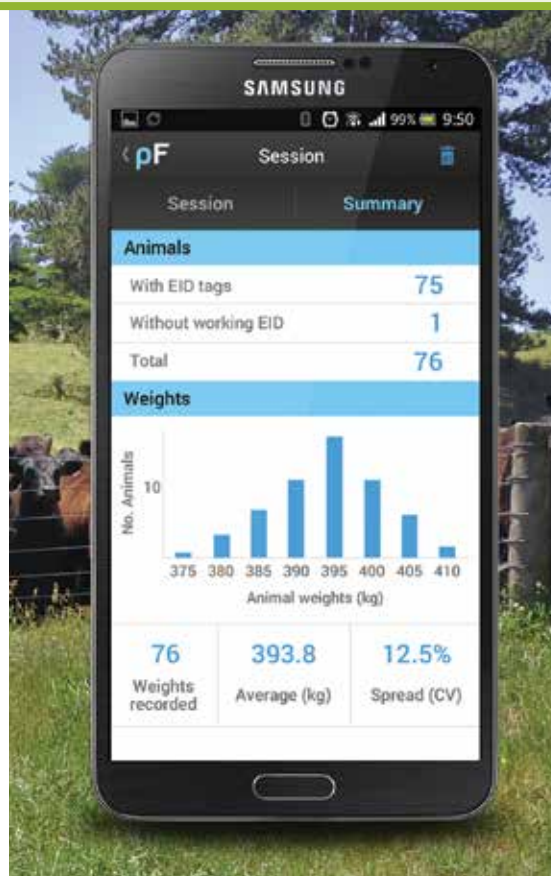 SAMSUNG
99% 9:50
‹ pF Session
Session Summary
Animals
With EID tags 75
Without working EID 1
Total 76
Weights
No. Animals
10
375 380 385 390 395 400 405 410
Animal weights (kg)
76 393.8 12.5%
Weights recorded Average (kg) Spread (CV)